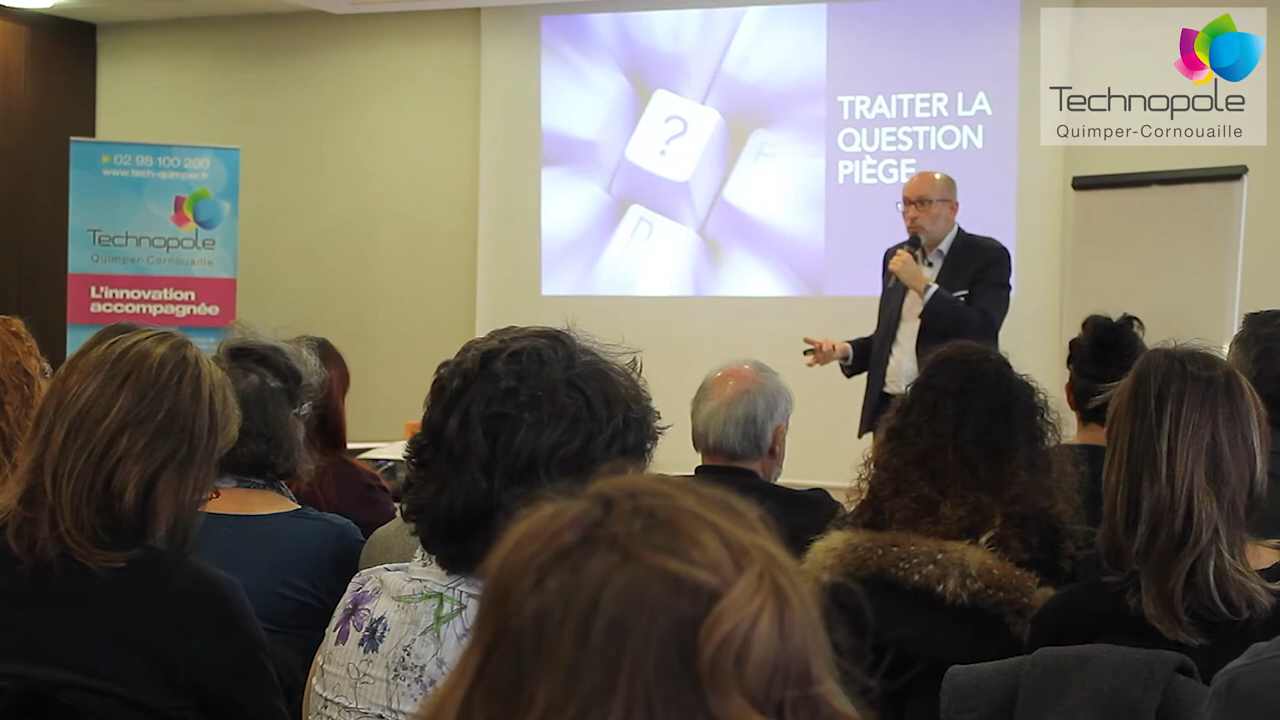 TRAITER LA
QUESTION
PIÈGE
Technopole
Quimper-Cornouaille
02 98 100 200
www.tech-quimper.fr
Technopole
Quimper-Cornouaille
L'innovation
accompagnée
?